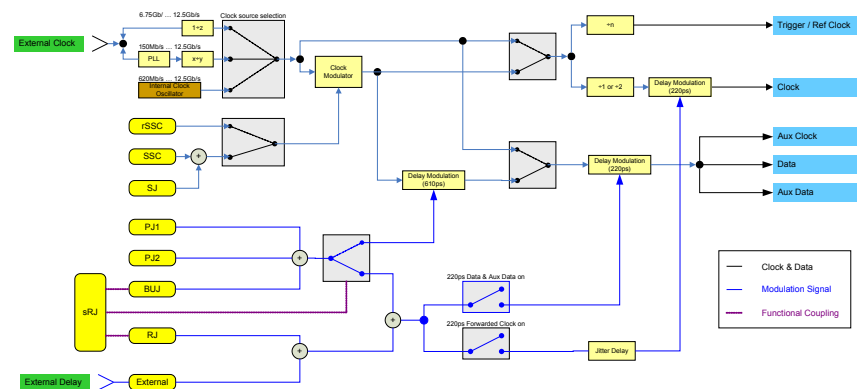 6.75Gb/ … 12.5Gb/s
Clock source selection
÷n
Trigger / Ref Clock
1÷z
External Clock
150Mb/s … 12.5Gb/s
PLL
x÷y
Clock
Modulator
620Mb/s … 12.5Gb/s
Internal Clock
Oscillator
÷1 or ÷2
Delay Modulation
(220ps)
Clock
rSSC
SSC
+
SJ
Aux Clock
Delay Modulation
(610ps)
Delay Modulation
(220ps)
Data
Aux Data
PJ1
PJ2
+
BUJ
sRJ
RJ
+
+
External Delay
External
220ps Data & Aux Data on
220ps Forwarded Clock on
Jitter Delay
Clock & Data
Modulation Signal
Functional Coupling